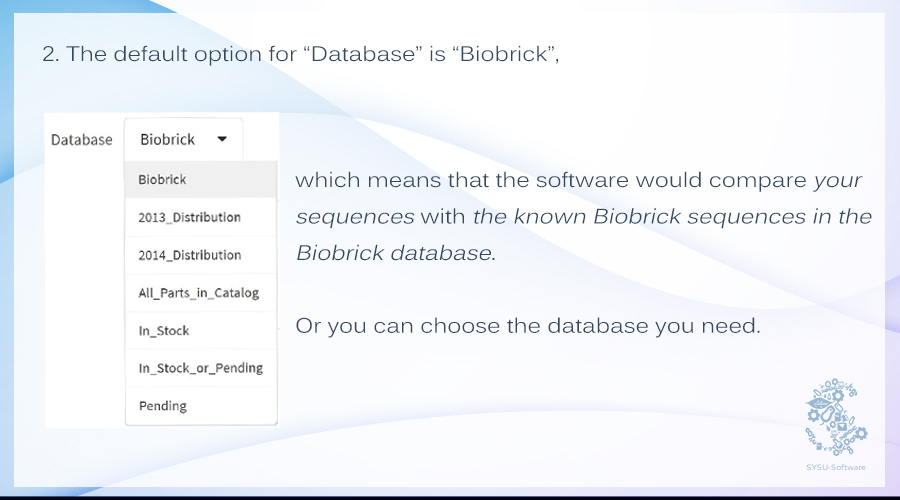 2. The default option for “Database” is “Biobrick”,
Database Biobrick
Biobrick
2013_Distribution
2014_Distribution
All_Parts_in_Catalog
In_Stock
In_Stock_or_Pending
Pending
which means that the software would compare your
sequences with the known Biobrick sequences in the
Biobrick database.
Or you can choose the database you need.
SYSU-Software